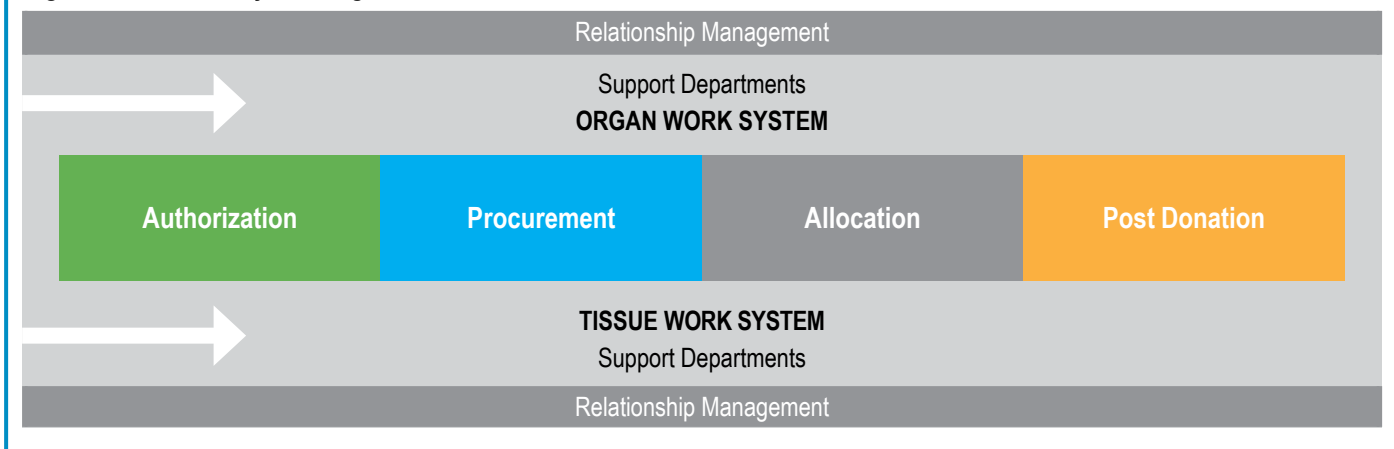 Relationship Management
Support Departments
ORGAN WORK SYSTEM
Authorization Procurement Allocation Post Donation
TISSUE WORK SYSTEM
Support Departments
Relationship Management